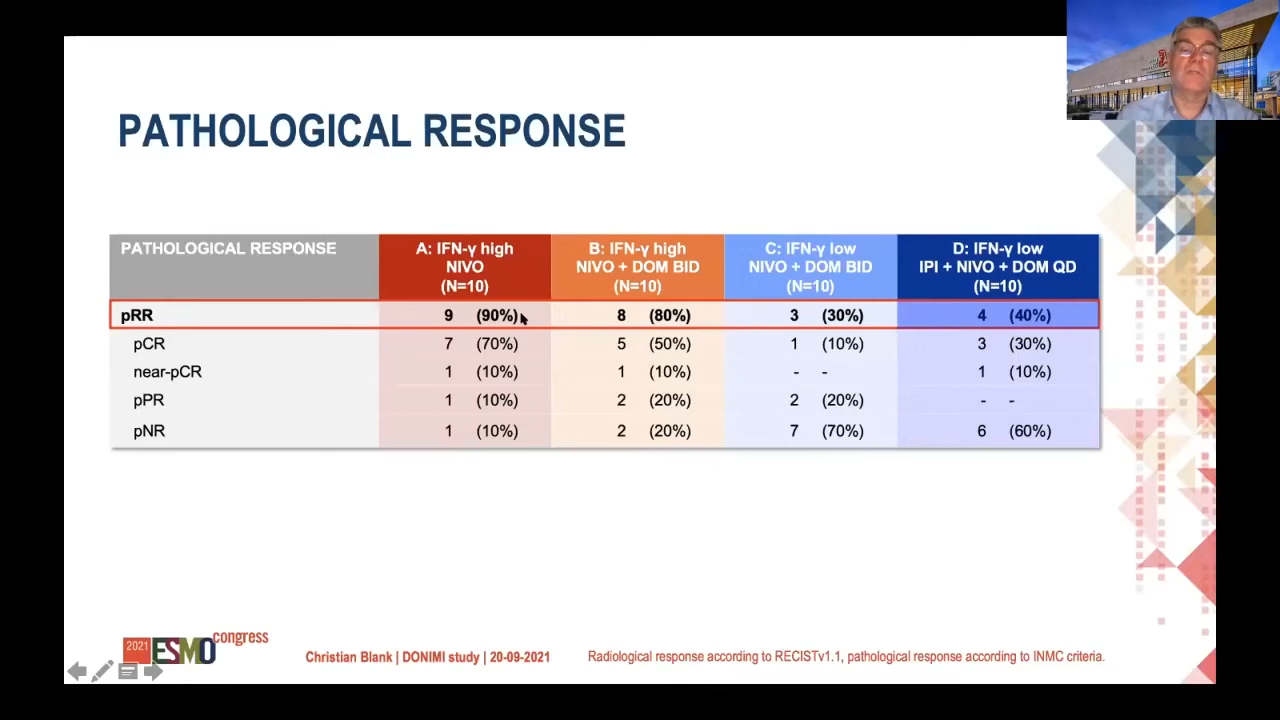 PATHOLOGICAL RESPONSE
PATHOLOGICAL RESPONSE A: IFN-γ high NIVO (N=10) B: IFN-γ high NIVO + DOM BID (N=10) C: IFN-γ low NIVO + DOM BID (N=10) D: IFN-γ low IPI + NIVO + DOM QD (N=10)
pRR 9 (90%) 8 (80%) 3 (30%) 4 (40%)
pCR 7 (70%) 5 (50%) 1 (10%) 3 (30%)
near-pCR 1 (10%) 1 (10%) - - 1 (10%)
pPR 1 (10%) 2 (20%) 2 (20%) - -
pNR 1 (10%) 2 (20%) 7 (70%) 6 (60%)
2021 ESMO congress
Christian Blank | DONIMI study | 20-09-2021
Radiological response according to RECISTv1.1, pathological response according to INMC criteria.